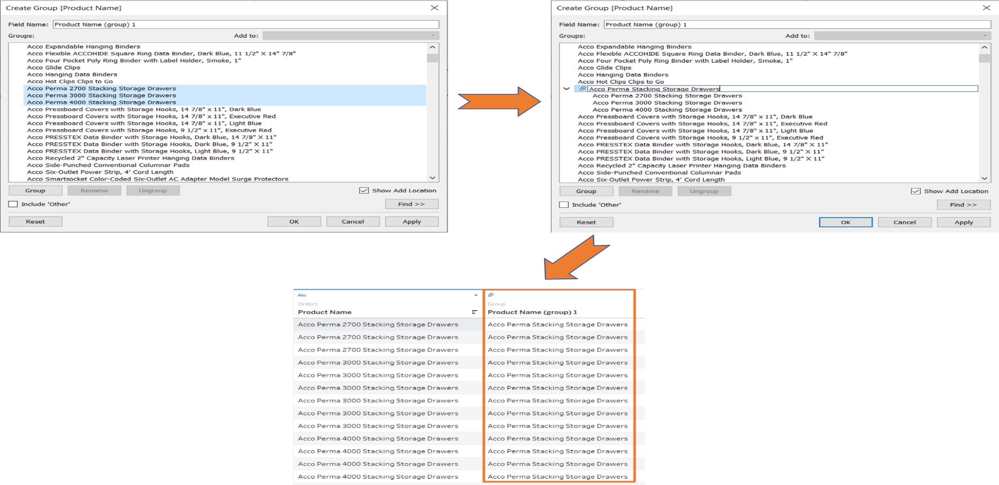 Create Group [Product Name]
Field Name: Product Name (group) 1
Groups:
Add to:
Acco Expandable Hanging Binders
Acco Flexible ACCOHIDE Square Ring Data Binder, Dark Blue, 11 1/2" X 14" 7/8"
Acco Four Pocket Poly Ring Binder with Label Holder, Smoke, 1"
Acco Glide Clips
Acco Hanging Data Binders
Acco Hot Clips Clips to Go
Acco Perma 2700 Stacking Storage Drawers
Acco Perma 3000 Stacking Storage Drawers
Acco Perma 4000 Stacking Storage Drawers
Acco Pressboard Covers with Storage Hooks, 14 7/8" x 11", Dark Blue
Acco Pressboard Covers with Storage Hooks, 14 7/8" x 11", Executive Red
Acco Pressboard Covers with Storage Hooks, 14 7/8" x 11", Light Blue
Acco Pressboard Covers with Storage Hooks, 9 1/2" x 11", Executive Red
Acco PRESSTEX Data Binder with Storage Hooks, Dark Blue, 14 7/8" X 11"
Acco PRESSTEX Data Binder with Storage Hooks, Dark Blue, 9 1/2" X 11"
Acco PRESSTEX Data Binder with Storage Hooks, Light Blue, 9 1/2" X 11"
Acco Recycled 2" Capacity Laser Printer Hanging Data Binders
Acco Side-Punched Conventional Columnar Pads
Acco Six-Outlet Power Strip, 4' Cord Length
Acco Smartsocket Color-Coded Six-Outlet AC Adapter Model Surge Protectors
Group
Rename
Ungroup
Show Add Location
Include 'Other'
Find >>
Reset
OK
Cancel
Apply
Create Group [Product Name]
Field Name: Product Name (group) 1
Groups:
Add to:
Acco Expandable Hanging Binders
Acco Flexible ACCOHIDE Square Ring Data Binder, Dark Blue, 11 1/2" X 14" 7/8"
Acco Four Pocket Poly Ring Binder with Label Holder, Smoke, 1"
Acco Glide Clips
Acco Hanging Data Binders
Acco Hot Clips Clips to Go
Acco Perma Stacking Storage Drawers
Acco Perma 2700 Stacking Storage Drawers
Acco Perma 3000 Stacking Storage Drawers
Acco Perma 4000 Stacking Storage Drawers
Acco Pressboard Covers with Storage Hooks, 14 7/8" x 11", Dark Blue
Acco Pressboard Covers with Storage Hooks, 14 7/8" x 11", Executive Red
Acco Pressboard Covers with Storage Hooks, 14 7/8" x 11", Light Blue
Acco Pressboard Covers with Storage Hooks, 9 1/2" x 11", Executive Red
Acco PRESSTEX Data Binder with Storage Hooks, Dark Blue, 14 7/8" X 11"
Acco PRESSTEX Data Binder with Storage Hooks, Dark Blue, 9 1/2" X 11"
Acco PRESSTEX Data Binder with Storage Hooks, Light Blue, 9 1/2" X 11"
Acco Recycled 2" Capacity Laser Printer Hanging Data Binders
Acco Side-Punched Conventional Columnar Pads
Acco Six-Outlet Power Strip, 4' Cord Length
Group
Rename
Ungroup
Show Add Location
Include 'Other'
Find >>
Reset
OK
Cancel
Apply
Abc
Orders Group
Product Name Product Name (group) 1
Acco Perma 2700 Stacking Storage Drawers Acco Perma Stacking Storage Drawers
Acco Perma 2700 Stacking Storage Drawers Acco Perma Stacking Storage Drawers
Acco Perma 2700 Stacking Storage Drawers Acco Perma Stacking Storage Drawers
Acco Perma 3000 Stacking Storage Drawers Acco Perma Stacking Storage Drawers
Acco Perma 3000 Stacking Storage Drawers Acco Perma Stacking Storage Drawers
Acco Perma 3000 Stacking Storage Drawers Acco Perma Stacking Storage Drawers
Acco Perma 3000 Stacking Storage Drawers Acco Perma Stacking Storage Drawers
Acco Perma 3000 Stacking Storage Drawers Acco Perma Stacking Storage Drawers
Acco Perma 3000 Stacking Storage Drawers Acco Perma Stacking Storage Drawers
Acco Perma 4000 Stacking Storage Drawers Acco Perma Stacking Storage Drawers
Acco Perma 4000 Stacking Storage Drawers Acco Perma Stacking Storage Drawers
Acco Perma 4000 Stacking Storage Drawers Acco Perma Stacking Storage Drawers
Acco Perma 4000 Stacking Storage Drawers Acco Perma Stacking Storage Drawers